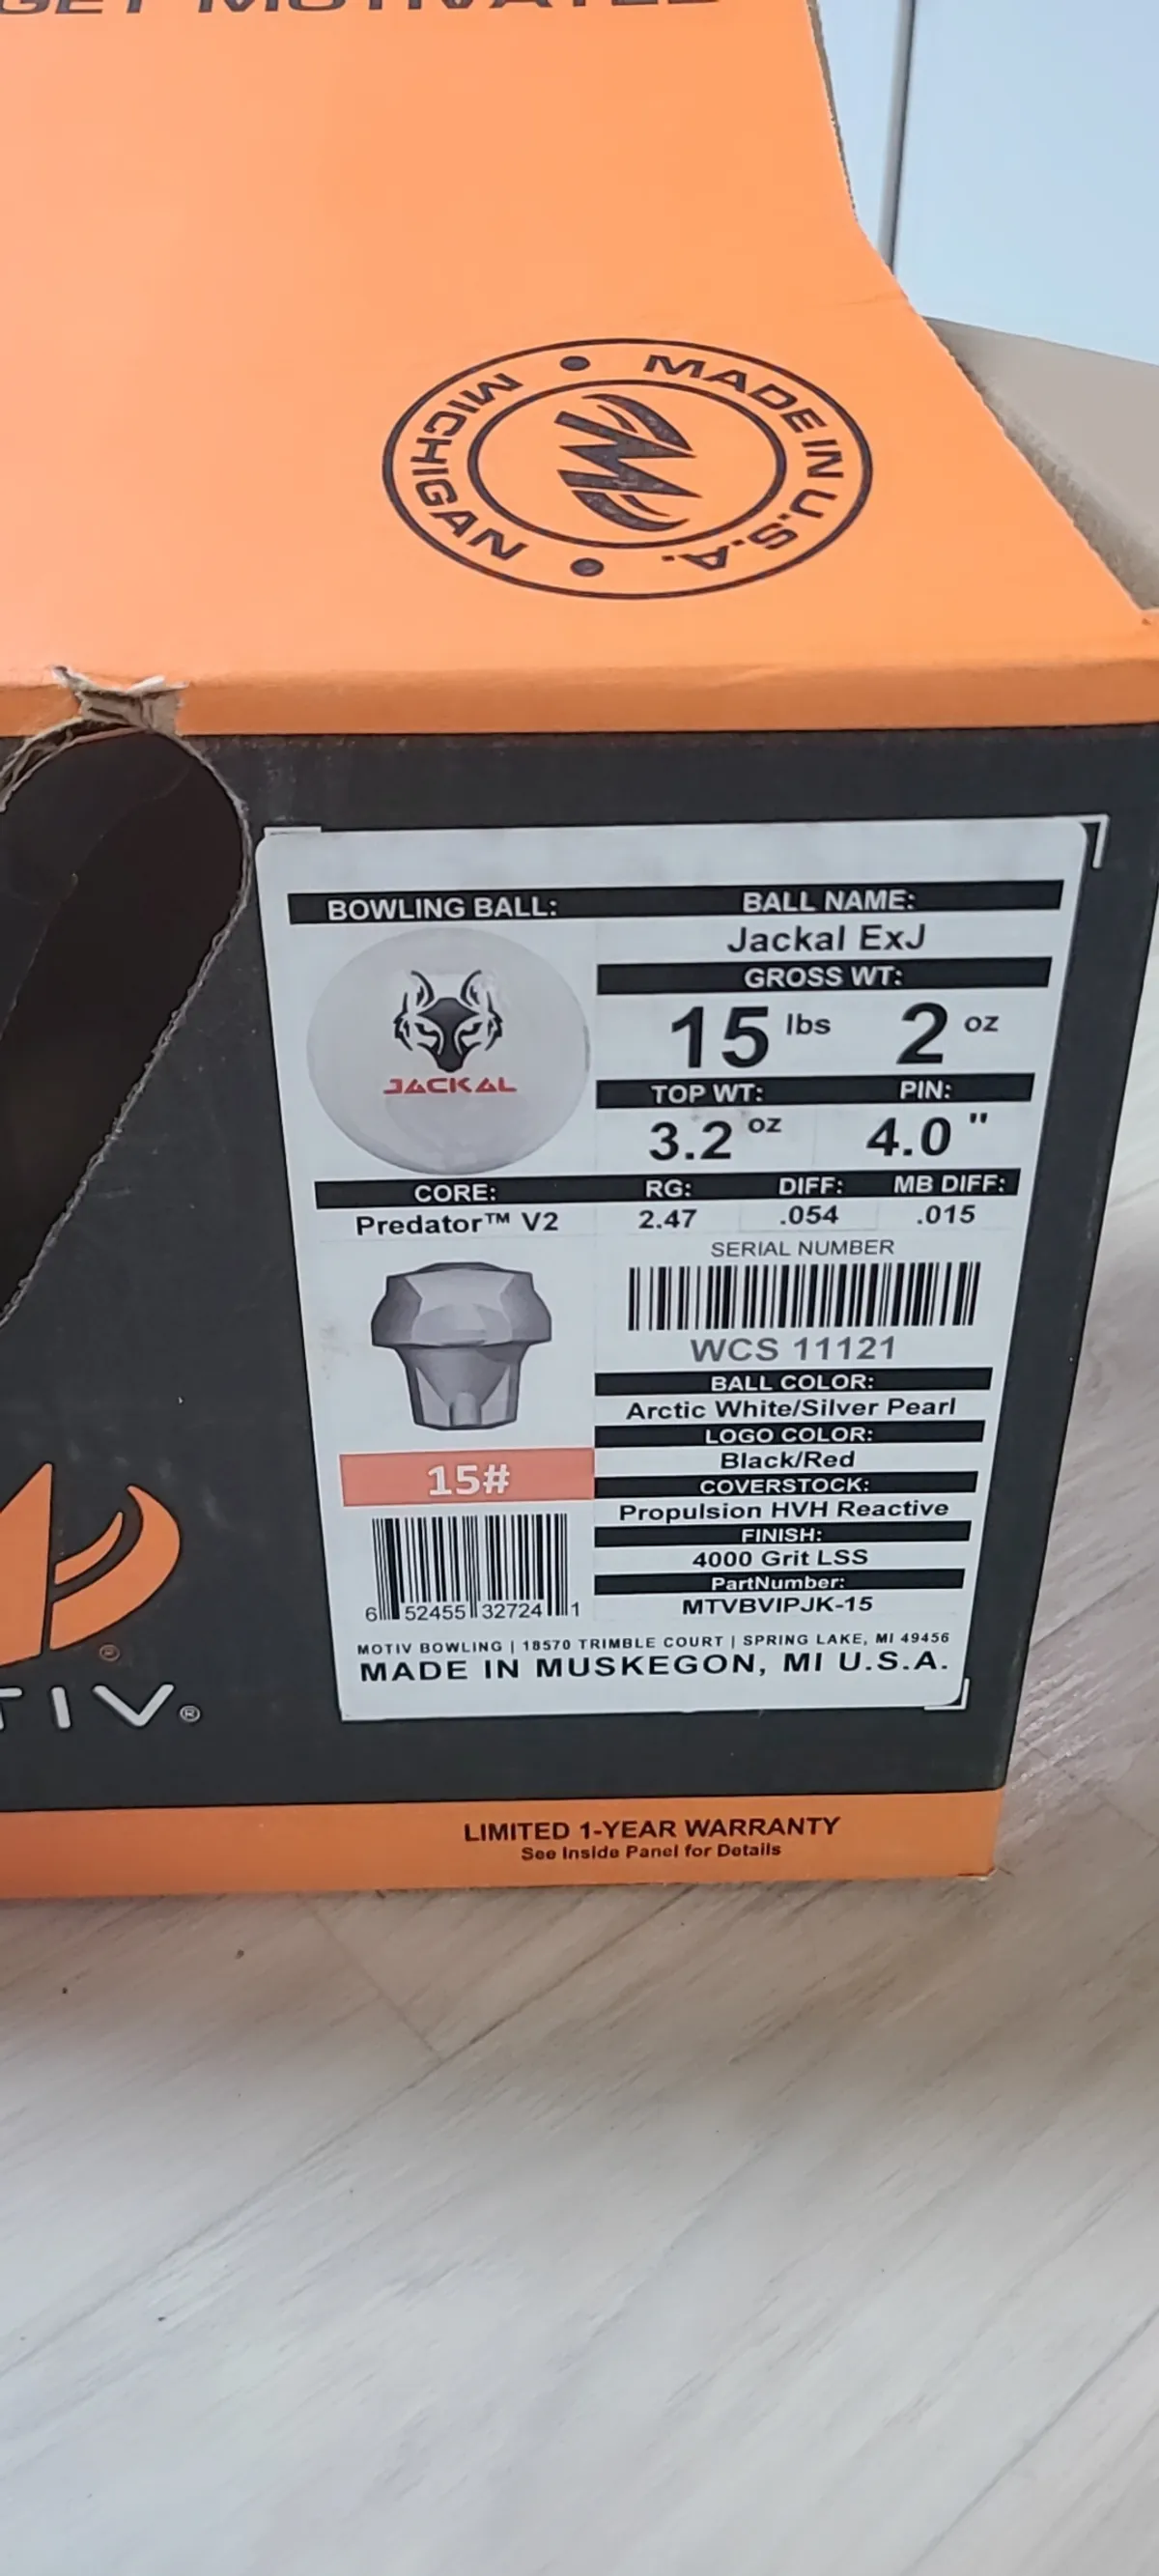 GET MOTIVATED
MADE IN U.S.A.
MICHIGAN
BOWLING BALL:
BALL NAME:
Jackal ExJ
GROSS WT:
15 lbs 2 oz
JACKAL
TOP WT: PIN:
3.2 oz 4.0 "
CORE: RG: DIFF: MB DIFF:
Predator™ V2 2.47 .054 .015
SERIAL NUMBER
WCS 11121
BALL COLOR:
Arctic White/Silver Pearl
LOGO COLOR:
Black/Red
COVERSTOCK:
15#
Propulsion HVH Reactive
FINISH:
4000 Grit LSS
PartNumber:
MTVBVIPJK-15
6 52455 32724 1
MOTIV BOWLING | 18570 TRIMBLE COURT | SPRING LAKE, MI 49456
MADE IN MUSKEGON, MI U.S.A.
®
TIV®
LIMITED 1-YEAR WARRANTY
See Inside Panel for Details